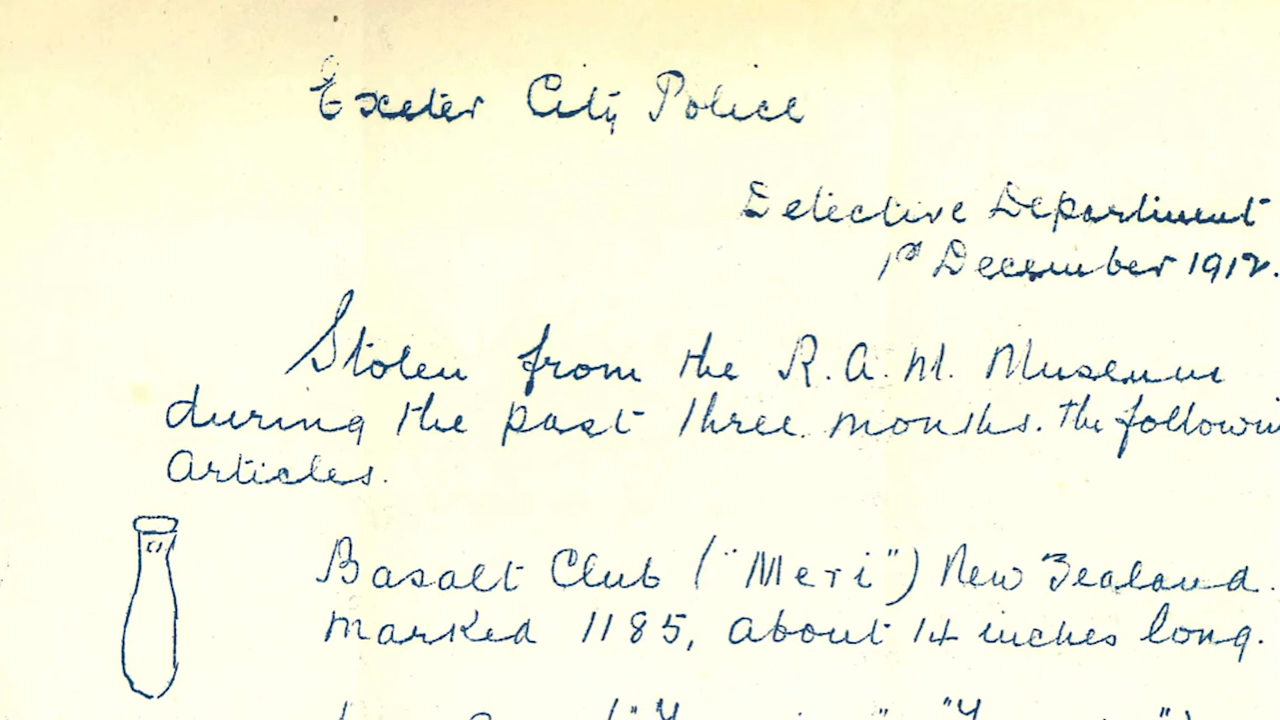 Exeter City Police
Detective Department
1st December 1912.
Stolen from the R.A.M. Museum
during the past three months. The followin
Articles.
Basalt Club ("Meri") New Zealand.
Marked 1185, about 14 inches long.